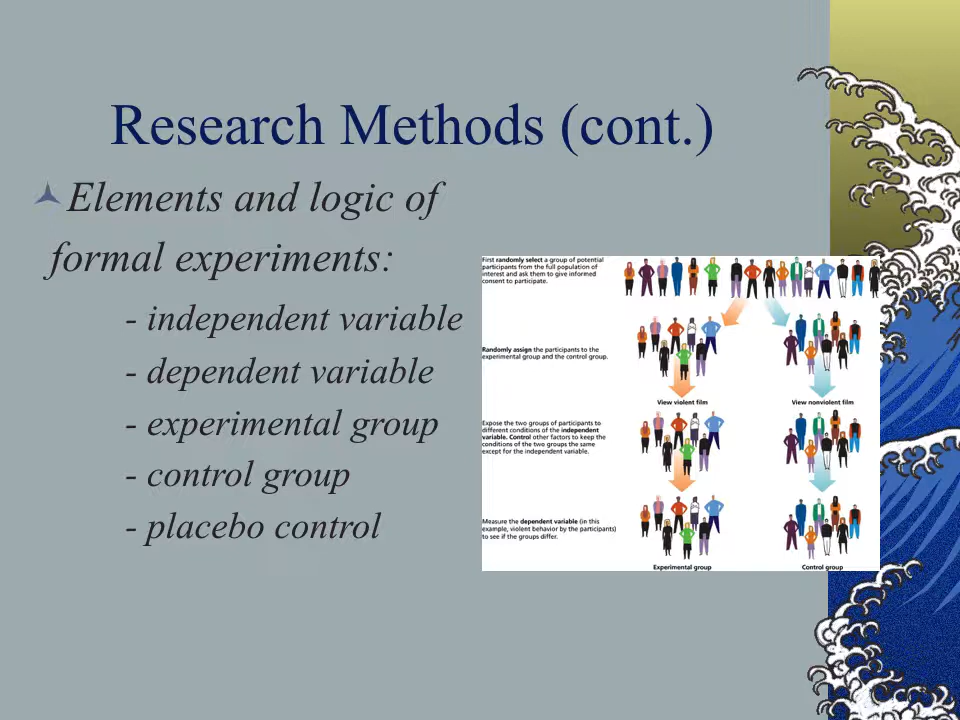 Research Methods (cont.)
Elements and logic of
formal experiments:
- independent variable
- dependent variable
- experimental group
- control group
- placebo control
First randomly select a group of potential
participants from the full population of
interest and ask them to give informed
consent to participate.
Randomly assign the participants to the
experimental group and the control group.
View violent film
View nonviolent film
Expose the two groups of participants to
different conditions of the independent
variable. Control other factors to keep the
conditions of the two groups the same
except for the independent variable.
Measure the dependent variable (in this
example, violent behavior by the participants)
to see if the groups differ.
Experimental group
Control group